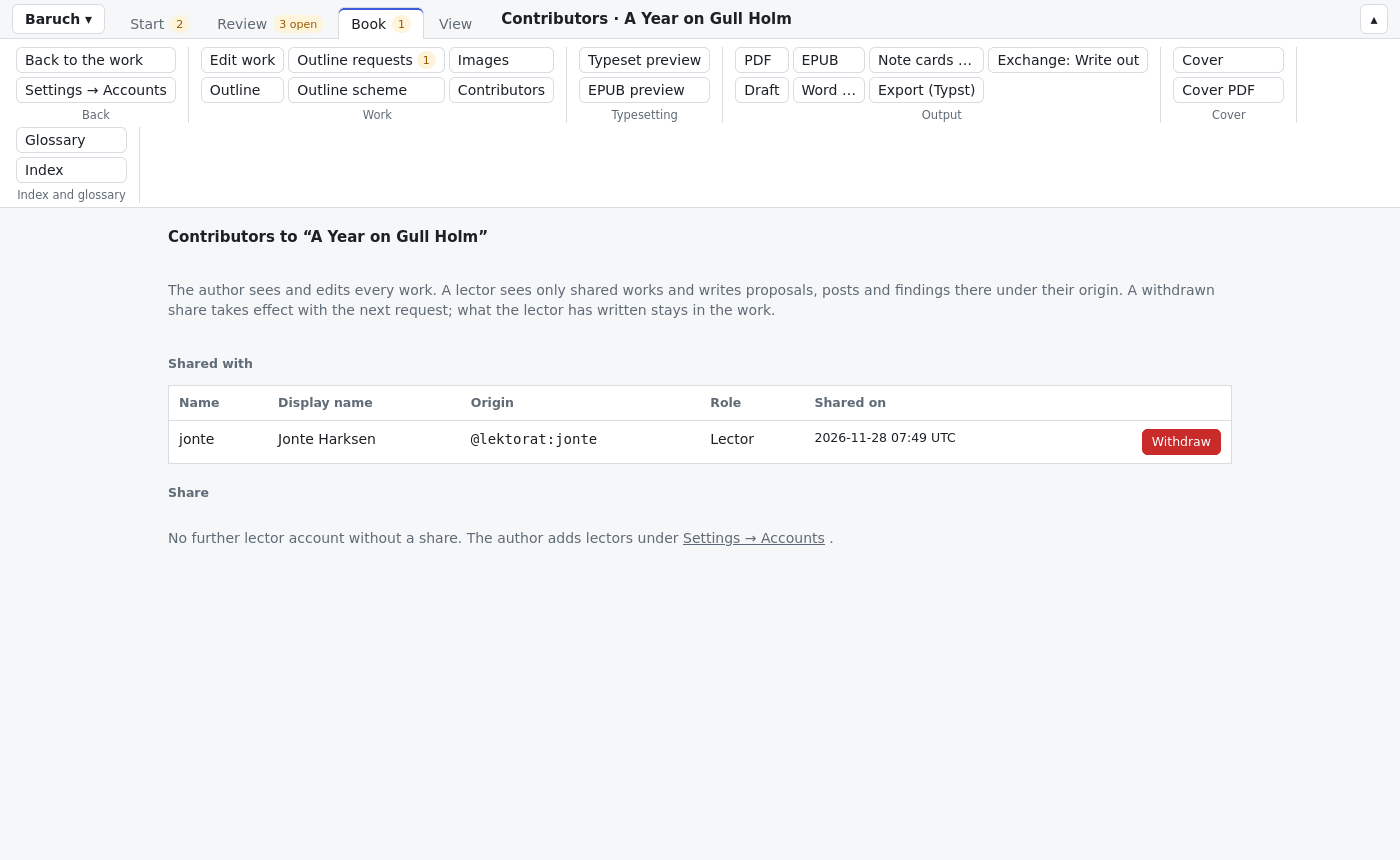 Baruch ▾
Start 2
Review 3 open
Book 1
View
Contributors · A Year on Gull Holm
▴
Back to the work
Settings → Accounts
Back
Edit work
Outline requests 1
Images
Outline
Outline scheme
Contributors
Work
Typeset preview
EPUB preview
Typesetting
PDF
EPUB
Note cards …
Exchange: Write out
Draft
Word …
Export (Typst)
Output
Cover
Cover PDF
Cover
Glossary
Index
Index and glossary
Contributors to “A Year on Gull Holm”
The author sees and edits every work. A lector sees only shared works and writes proposals, posts and findings there under their origin. A withdrawn
share takes effect with the next request; what the lector has written stays in the work.
Shared with
Name Display name Origin Role Shared on
jonte Jonte Harksen @lektorat:jonte Lector 2026-11-28 07:49 UTC Withdraw
Share
No further lector account without a share. The author adds lectors under Settings → Accounts .